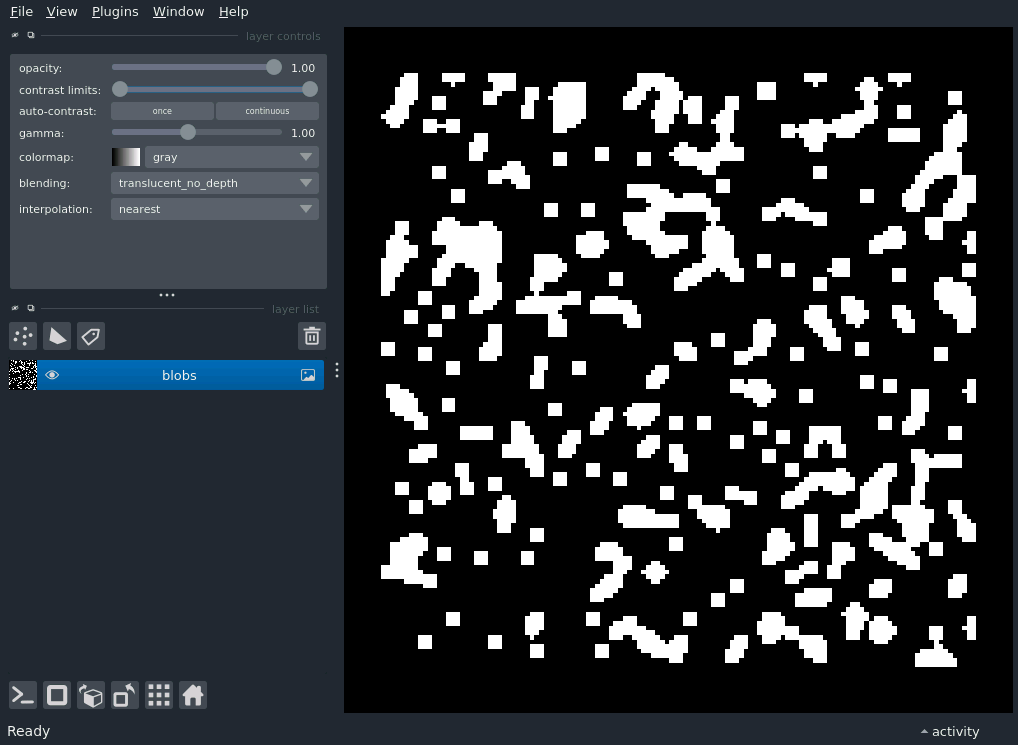 File View Plugins Window Help
layer controls
opacity: 1.00
contrast limits:
auto-contrast: once continuous
gamma: 1.00
colormap: gray
blending: translucent_no_depth
interpolation: nearest
layer list
blobs
Ready
activity